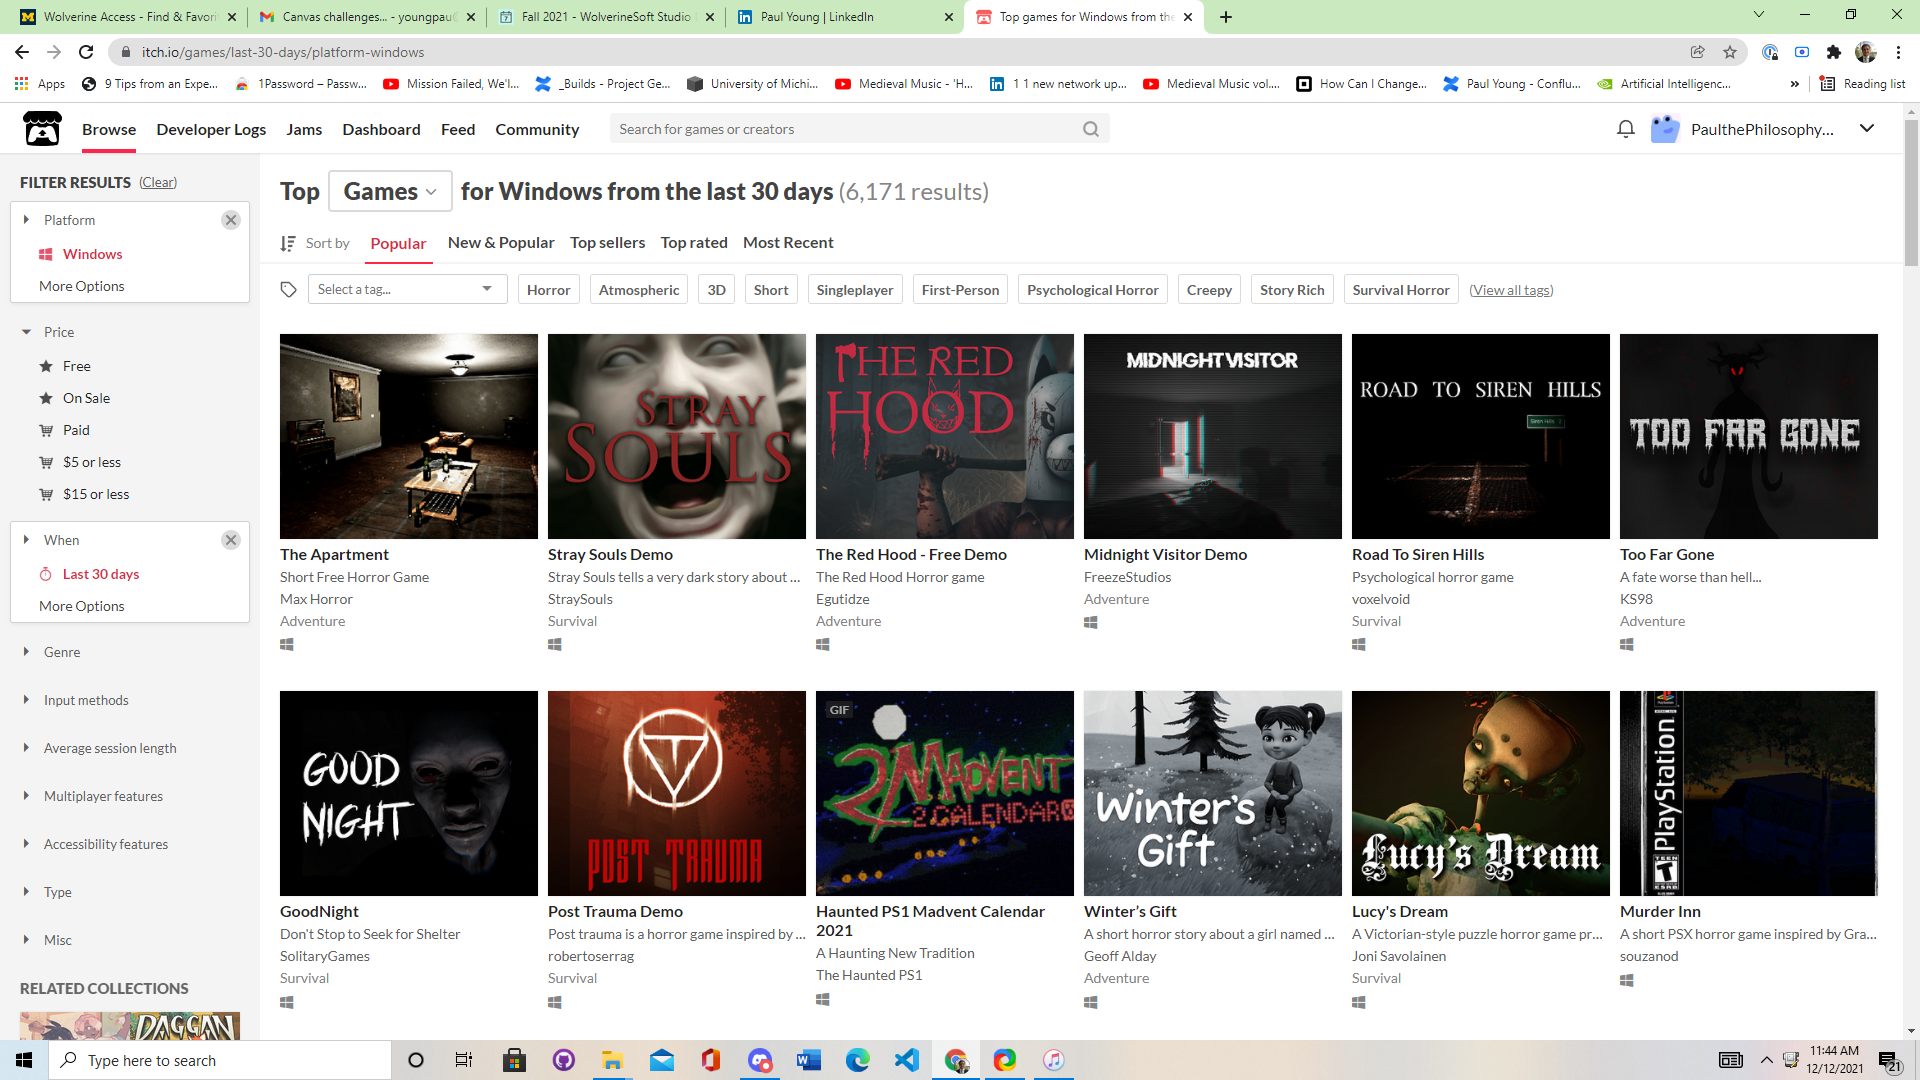 Wolverine Access - Find & Favori
Canvas challenges... - youngpau
Fall 2021 - WolverineSoft Studio
Paul Young | LinkedIn
Top games for Windows from the
itch.io/games/last-30-days/platform-windows
Apps
9 Tips from an Expe...
1Password – Passw...
Mission Failed, We'l...
_Builds - Project Ge...
University of Michi...
Medieval Music - 'H...
1 1 new network up...
Medieval Music vol....
How Can I Change...
Paul Young - Conflu...
Artificial Intelligenc...
»
Reading list
Browse
Developer Logs
Jams
Dashboard
Feed
Community
Search for games or creators
PaulthePhilosophy...
FILTER RESULTS (Clear)
Platform
Windows
More Options
Price
Free
On Sale
Paid
$5 or less
$15 or less
When
Last 30 days
More Options
Genre
Input methods
Average session length
Multiplayer features
Accessibility features
Type
Misc
RELATED COLLECTIONS
DAGGAN
Top Games for Windows from the last 30 days (6,171 results)
Sort by
Popular
New & Popular
Top sellers
Top rated
Most Recent
Select a tag...
Horror
Atmospheric
3D
Short
Singleplayer
First-Person
Psychological Horror
Creepy
Story Rich
Survival Horror
(View all tags)
The Apartment
Short Free Horror Game
Max Horror
Adventure
STRAY
SOULS
Stray Souls Demo
Stray Souls tells a very dark story about ...
StraySouls
Survival
THE RED
HOOD
The Red Hood - Free Demo
The Red Hood Horror game
Egutidze
Adventure
MIDNIGHT VISITOR
Midnight Visitor Demo
FreezeStudios
Adventure
ROAD TO SIREN HILLS
Siren Hills 2
Road To Siren Hills
Psychological horror game
voxelvoid
Survival
TOO FAR GONE
Too Far Gone
A fate worse than hell...
KS98
Adventure
GOOD
NIGHT
GoodNight
Don't Stop to Seek for Shelter
SolitaryGames
Survival
POST TRAUMA
Post Trauma Demo
Post trauma is a horror game inspired by ...
robertoserrag
Survival
GIF
MADVENT
CALENDAR
Haunted PS1 Madvent Calendar
2021
A Haunting New Tradition
The Haunted PS1
Winter's
Gift
Winter’s Gift
A short horror story about a girl named ...
Geoff Alday
Adventure
Lucy's Dream
Lucy's Dream
A Victorian-style puzzle horror game pr...
Joni Savolainen
Survival
PlayStation
TEEN
T
ESRB
Murder Inn
A short PSX horror game inspired by Gra...
souzanod
Type here to search
11:44 AM
12/12/2021
21